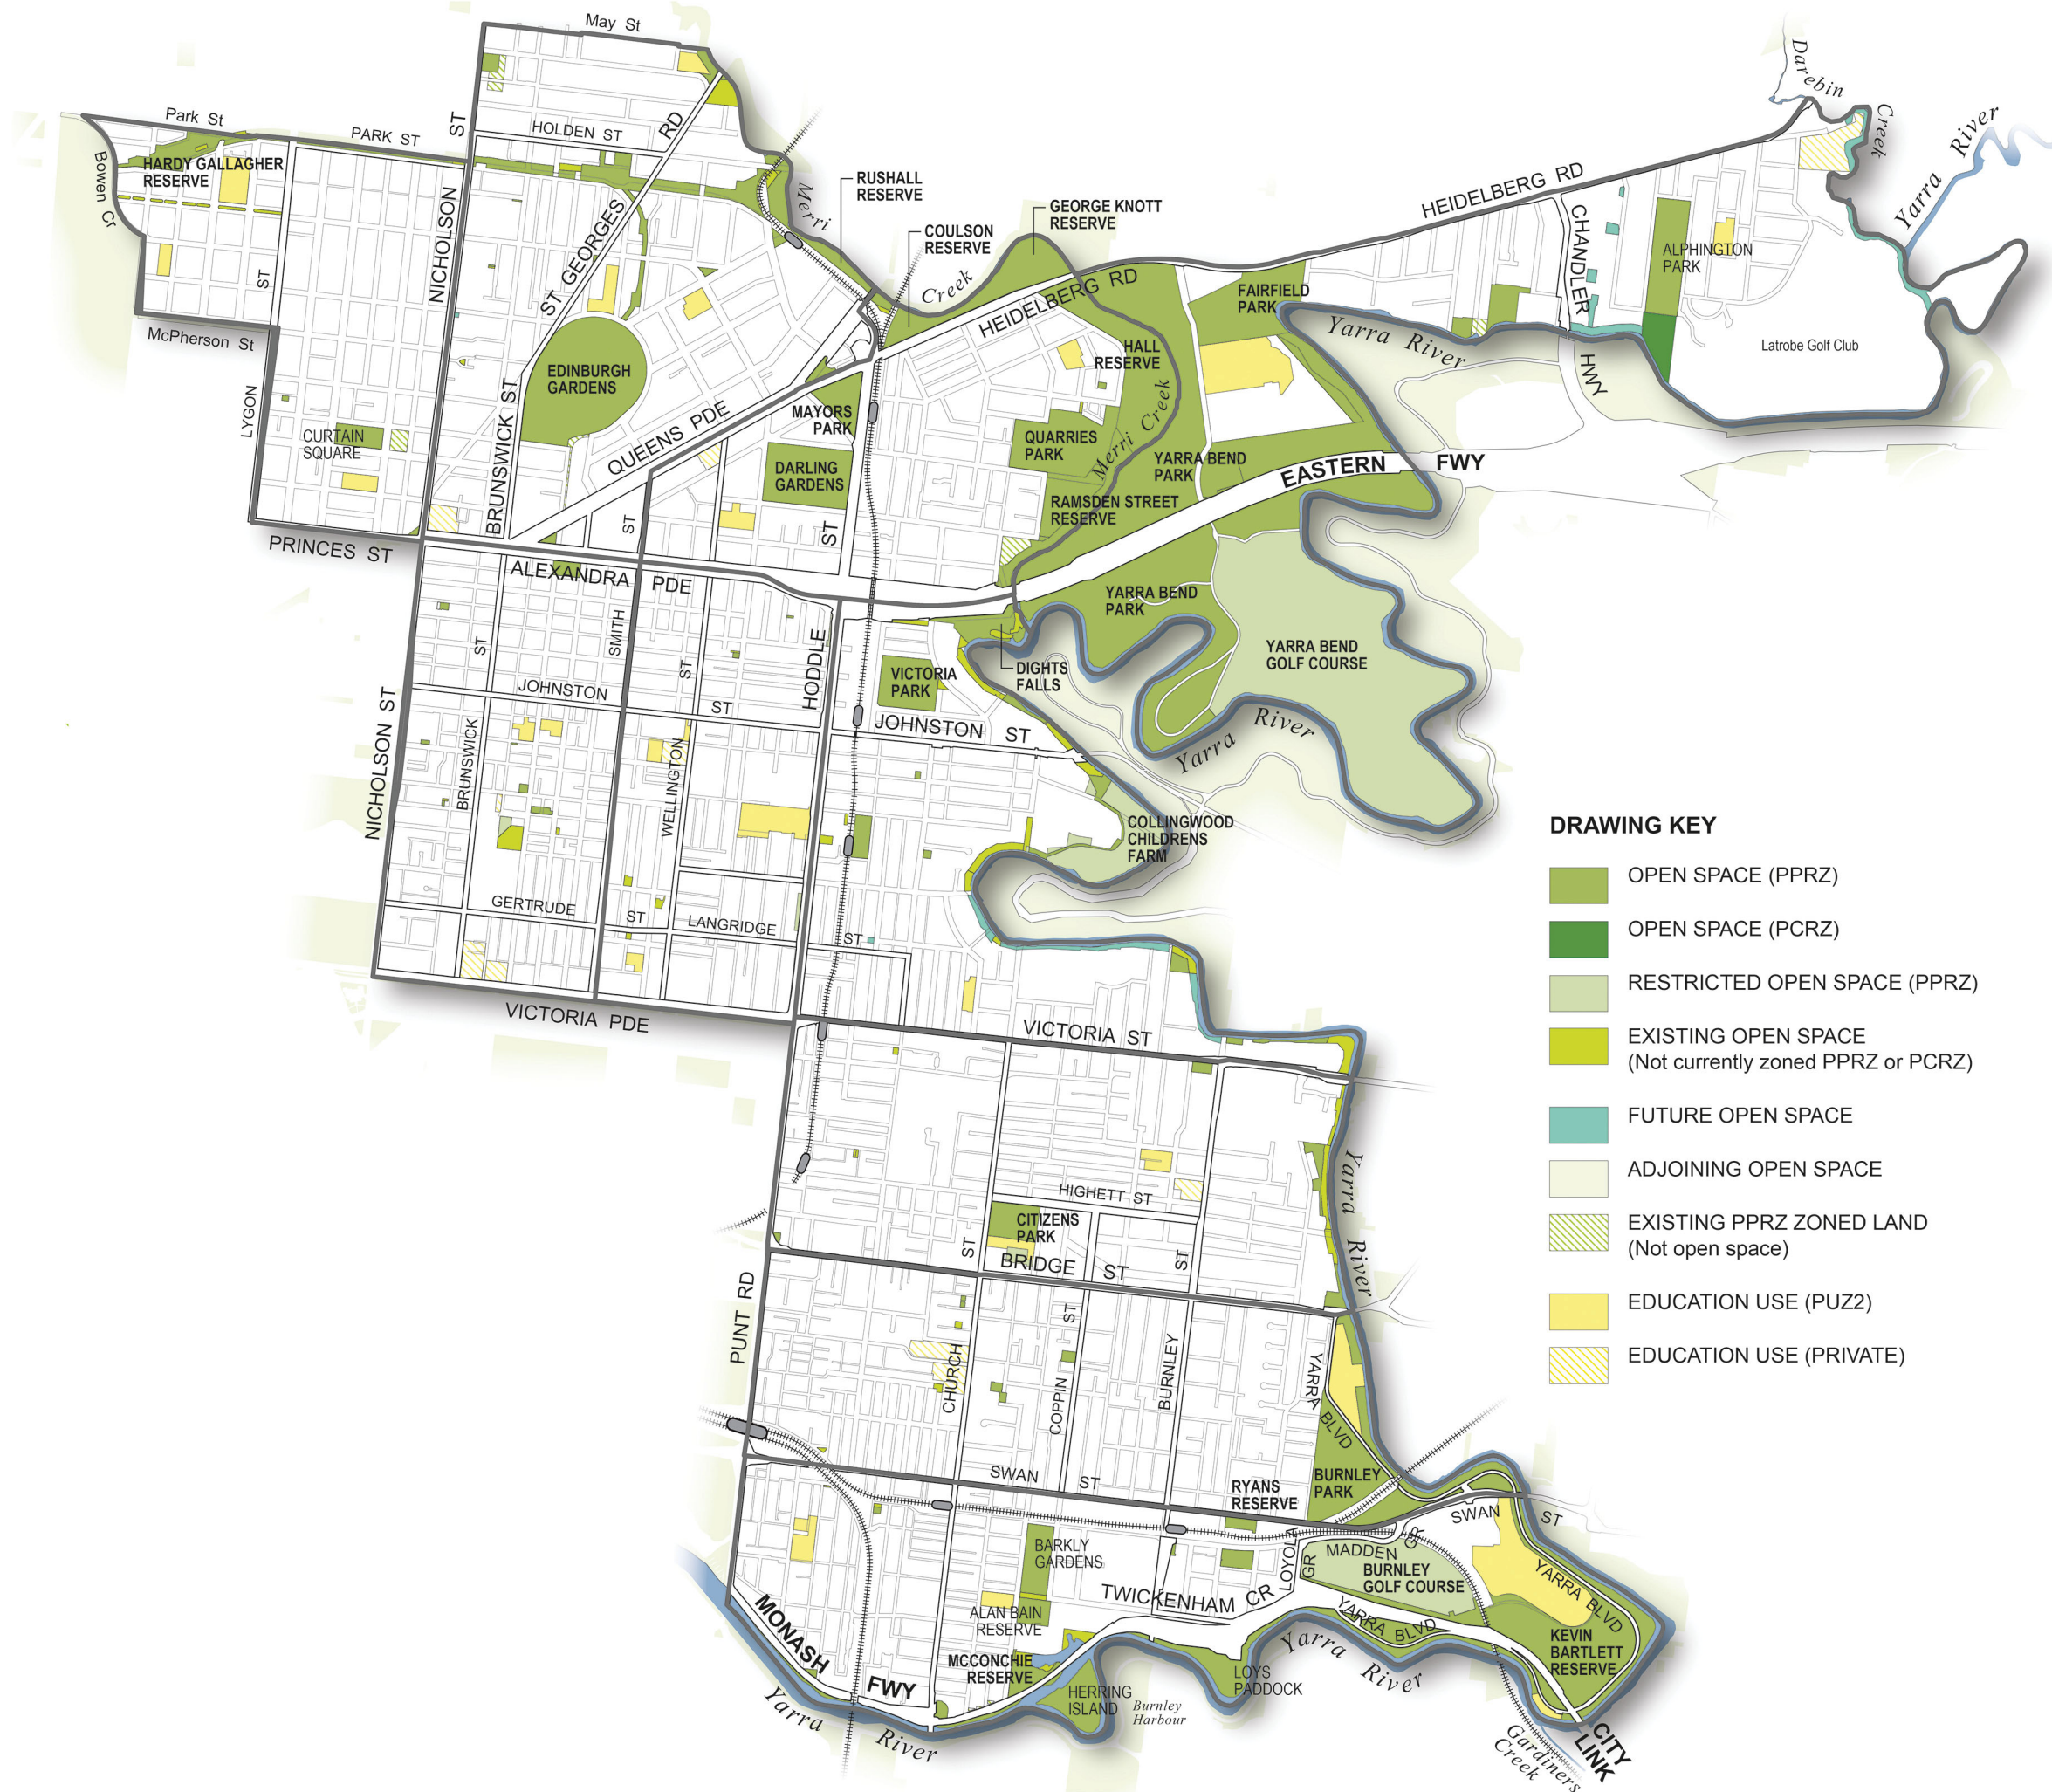 May St
Darebin
Creek
Yarra
River
Park St
PARK ST
ST
HOLDEN ST
RD
HARDY GALLAGHER
RESERVE
Bowen Cr
NICHOLSON
ST GEORGES
Merri
Creek
RUSHALL
RESERVE
COULSON
RESERVE
GEORGE KNOTT
RESERVE
HEIDELBERG RD
HEIDELBERG RD
CHANDLER
HWY
ALPHINGTON
PARK
FAIRFIELD
PARK
Yarra River
Latrobe Golf Club
ST
McPherson St
LYGON
EDINBURGH
GARDENS
HALL
RESERVE
Merri Creek
MAYORS
PARK
QUEENS PDE
BRUNSWICK ST
CURTAIN
SQUARE
DARLING
GARDENS
QUARRIES
PARK
YARRA BEND
PARK
EASTERN
FWY
RAMSDEN STREET
RESERVE
ST
ST
PRINCES ST
ALEXANDRA PDE
YARRA BEND
PARK
YARRA BEND
GOLF COURSE
ST
SMITH
ST
HODDLE
VICTORIA
PARK
DIGHTS
FALLS
JOHNSTON
ST
JOHNSTON ST
Yarra
River
NICHOLSON ST
BRUNSWICK
WELLINGTON
COLLINGWOOD
CHILDRENS
FARM
GERTRUDE
ST
LANGRIDGE
ST
VICTORIA PDE
VICTORIA ST
DRAWING KEY
OPEN SPACE (PPRZ)
OPEN SPACE (PCRZ)
RESTRICTED OPEN SPACE (PPRZ)
EXISTING OPEN SPACE
(Not currently zoned PPRZ or PCRZ)
FUTURE OPEN SPACE
ADJOINING OPEN SPACE
EXISTING PPRZ ZONED LAND
(Not open space)
EDUCATION USE (PUZ2)
EDUCATION USE (PRIVATE)
Yarra
River
HIGHETT ST
CITIZENS
PARK
ST
BRIDGE ST
ST
PUNT RD
CHURCH
ST
COPPIN
BURNLEY
YARRA
BLVD
SWAN
ST
RYANS
RESERVE
BURNLEY
PARK
SWAN
ST
BARKLY
GARDENS
LOYOLA
GR
MADDEN
GR
BURNLEY
GOLF COURSE
YARRA BLVD
TWICKENHAM CR
ALAN BAIN
RESERVE
YARRA BLVD
KEVIN
BARTLETT
RESERVE
MONASH
FWY
MCCONCHIE
RESERVE
HERRING
ISLAND
Burnley
Harbour
LOYS
PADDOCK
Yarra River
Yarra
River
Gardiners
Creek
CITY
LINK